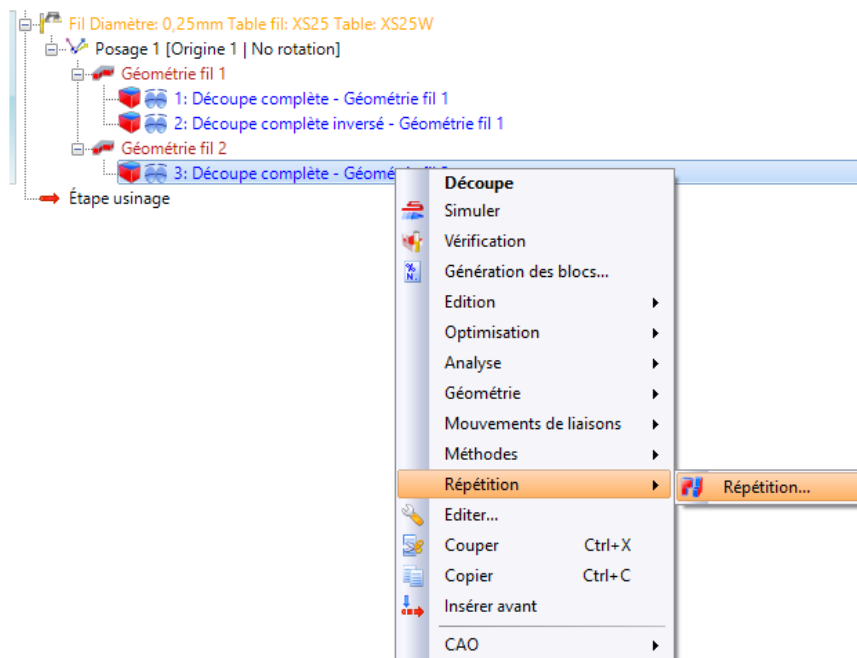 Fil Diamètre: 0,25mm Table fil: XS25 Table: XS25W
Posage 1 [Origine 1 | No rotation]
Géométrie fil 1
1: Découpe complète - Géométrie fil 1
2: Découpe complète inversé - Géométrie fil 1
Géométrie fil 2
3: Découpe complète - Géomé
Étape usinage
Découpe
Simuler
Vérification
Génération des blocs...
Edition
Optimisation
Analyse
Géométrie
Mouvements de liaisons
Méthodes
Répétition
Répétition...
Editer...
Couper Ctrl+X
Copier Ctrl+C
Insérer avant
CAO